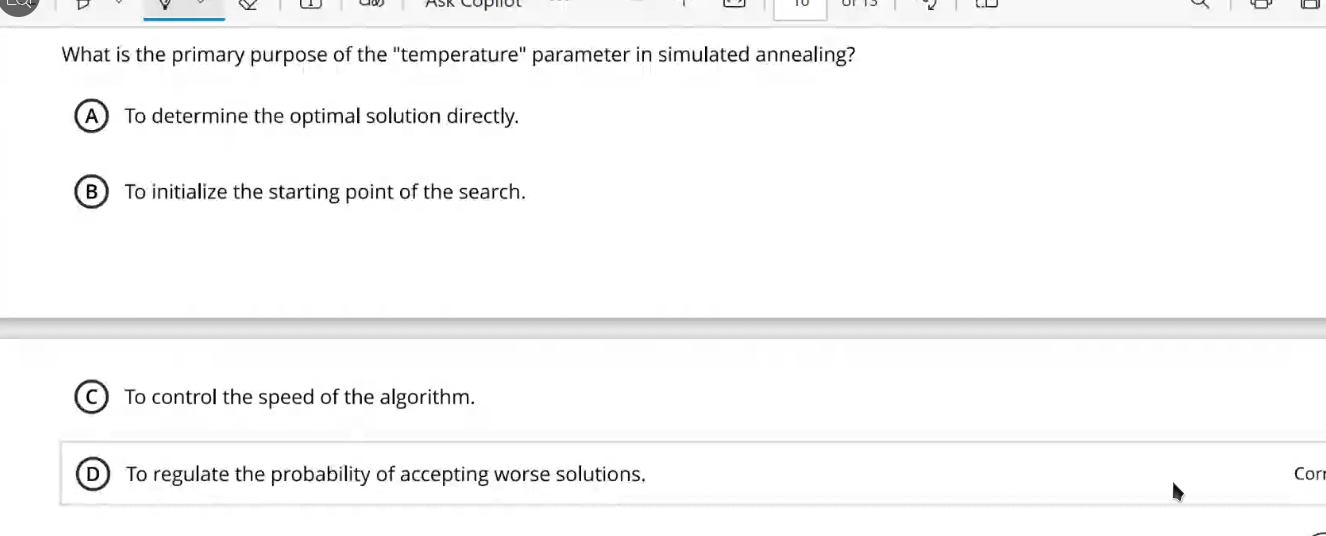 Ask Copilot
10 of 13
What is the primary purpose of the "temperature" parameter in simulated annealing?
A To determine the optimal solution directly.
B To initialize the starting point of the search.
C To control the speed of the algorithm.
D To regulate the probability of accepting worse solutions.
Corr